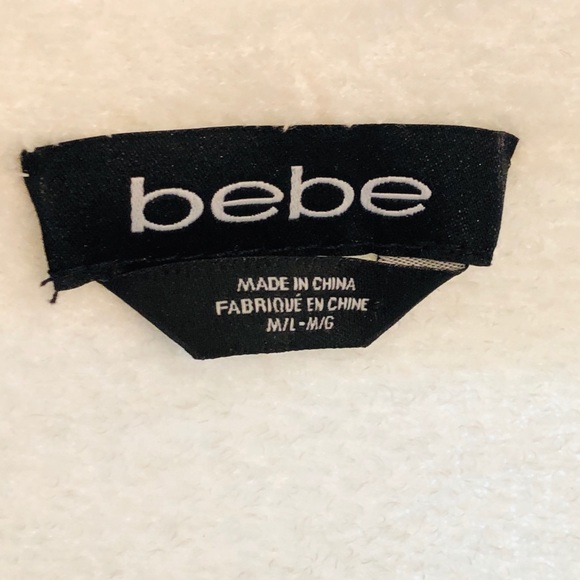 bebe
MADE IN CHINA
FABRIQUÉ EN CHINE
M/L-M/G